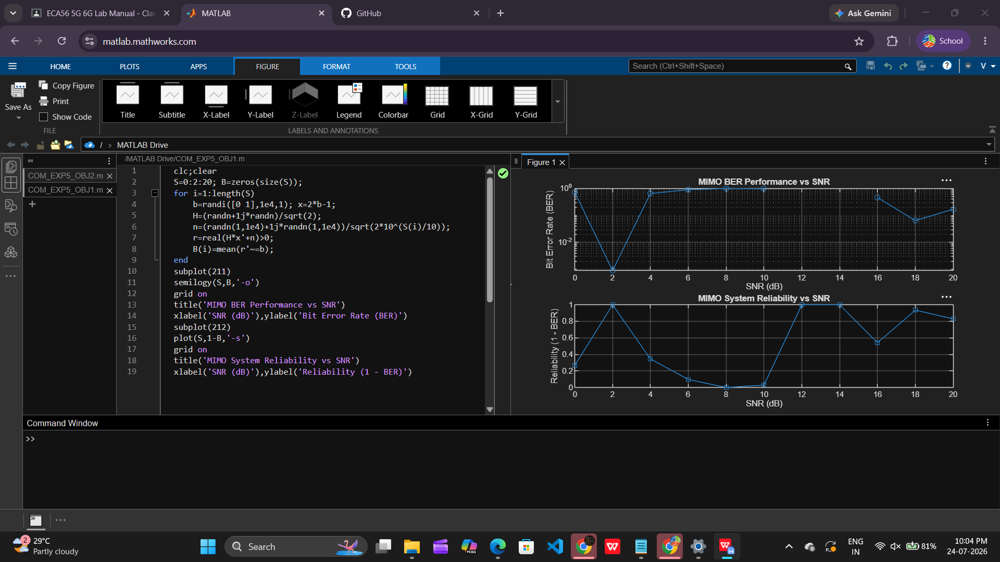 ECA56 5G 6G Lab Manual - Clas
MATLAB
GitHub
Ask Gemini
matlab.mathworks.com
School
HOME
PLOTS
APPS
FIGURE
FORMAT
TOOLS
Search (Ctrl+Shift+Space)
V
Save As
Copy Figure
Print
Show Code
FILE
Title
Subtitle
X-Label
Y-Label
Z-Label
Legend
Colorbar
Grid
X-Grid
Y-Grid
LABELS AND ANNOTATIONS
/ › MATLAB Drive
COM_EXP5_OBJ2.m
COM_EXP5_OBJ1.m
/MATLAB Drive/COM_EXP5_OBJ1.m
1 clc;clear
2 S=0:2:20; B=zeros(size(S));
3 for i=1:length(S)
4 b=randi([0 1],1e4,1); x=2*b-1;
5 H=(randn+1j*randn)/sqrt(2);
6 n=(randn(1,1e4)+1j*randn(1,1e4))/sqrt(2*10^(S(i)/10));
7 r=real(H*x'+n)>0;
8 B(i)=mean(r'~=b);
9 end
10 subplot(211)
11 semilogy(S,B,'-o')
12 grid on
13 title('MIMO BER Performance vs SNR')
14 xlabel('SNR (dB)'),ylabel('Bit Error Rate (BER)')
15 subplot(212)
16 plot(S,1-B,'-s')
17 grid on
18 title('MIMO System Reliability vs SNR')
19 xlabel('SNR (dB)'),ylabel('Reliability (1 - BER)')
Figure 1
MIMO BER Performance vs SNR
Bit Error Rate (BER)
10^0
10^-2
0 2 4 6 8 10 12 14 16 18 20
SNR (dB)
MIMO System Reliability vs SNR
Reliability (1 - BER)
1
0.8
0.6
0.4
0.2
0
0 2 4 6 8 10 12 14 16 18 20
SNR (dB)
Command Window
>>
2
29°C
Partly cloudy
Search
M365
ENG
IN
81%
10:04 PM
24-07-2026